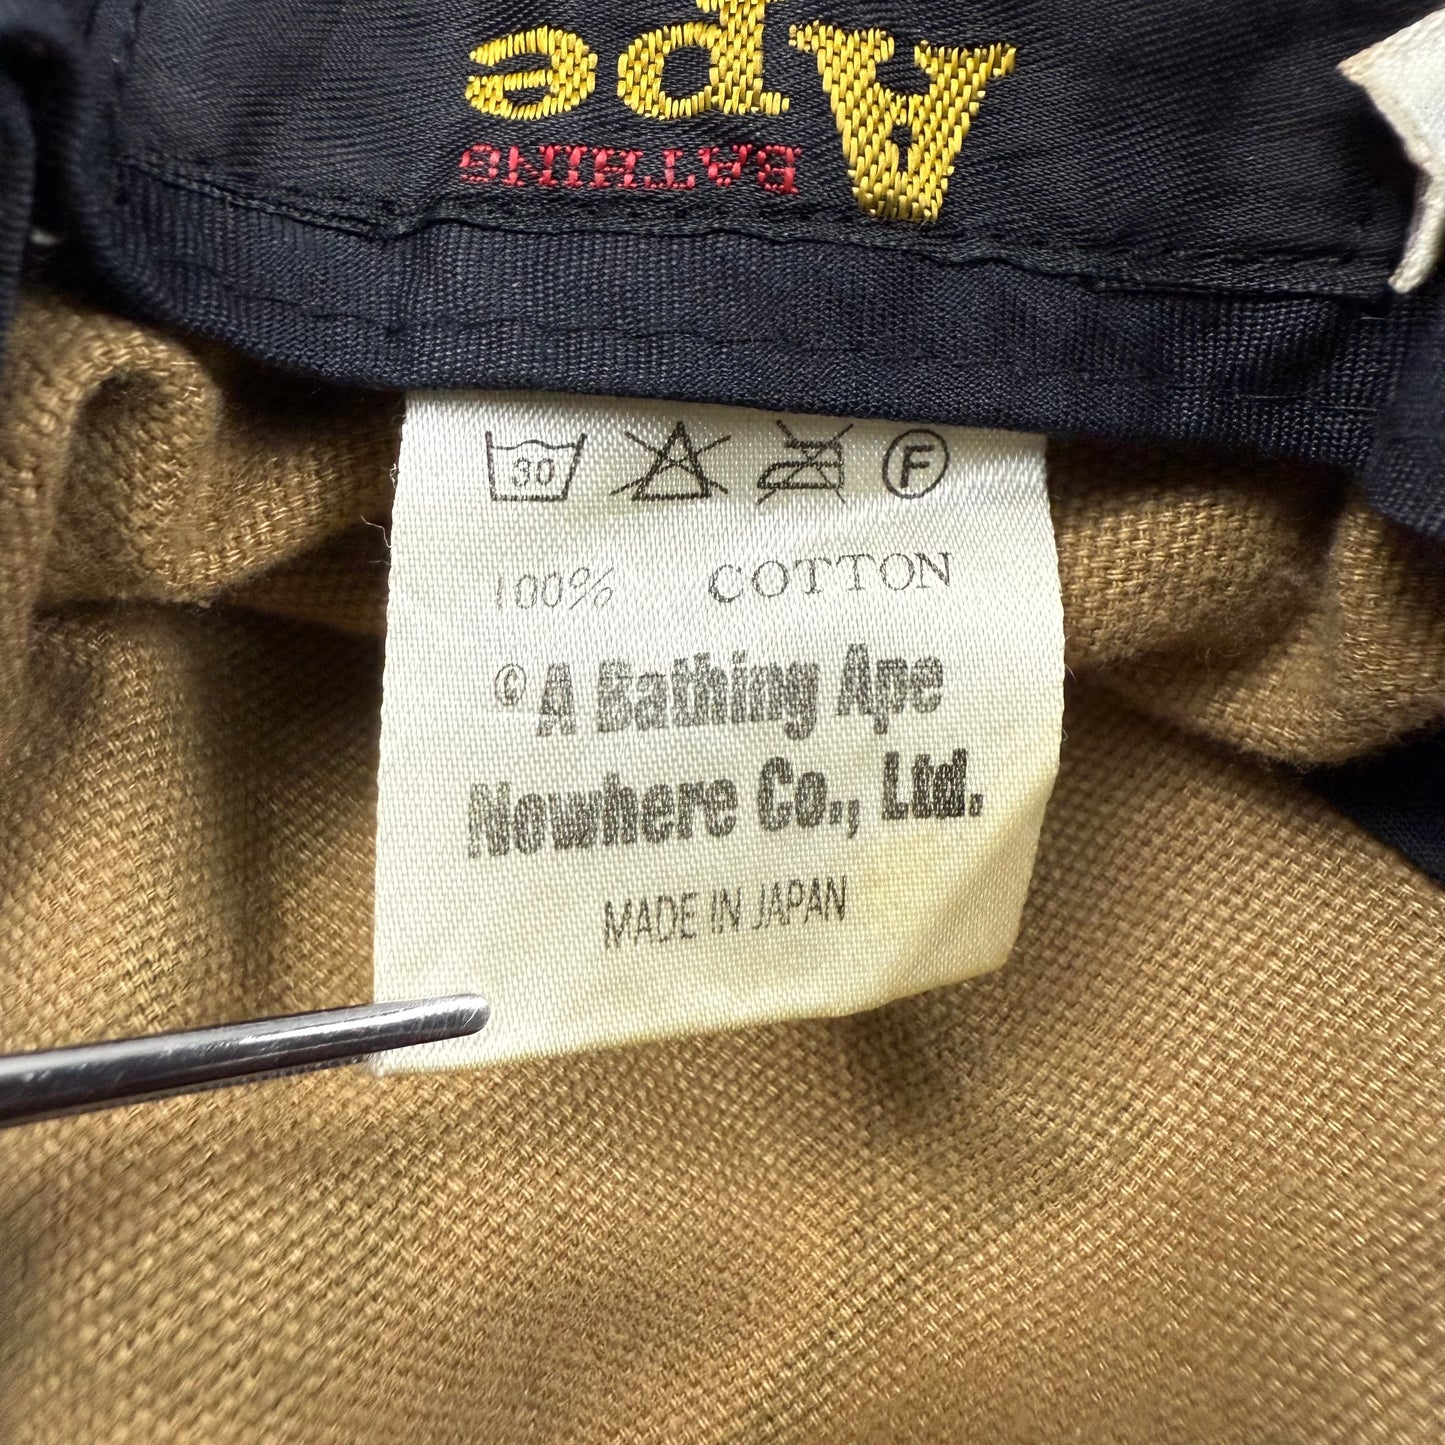 A
BATHING
Ape
30
F
100% COTTON
© A Bathing Ape
Nowhere Co., Ltd.
MADE IN JAPAN